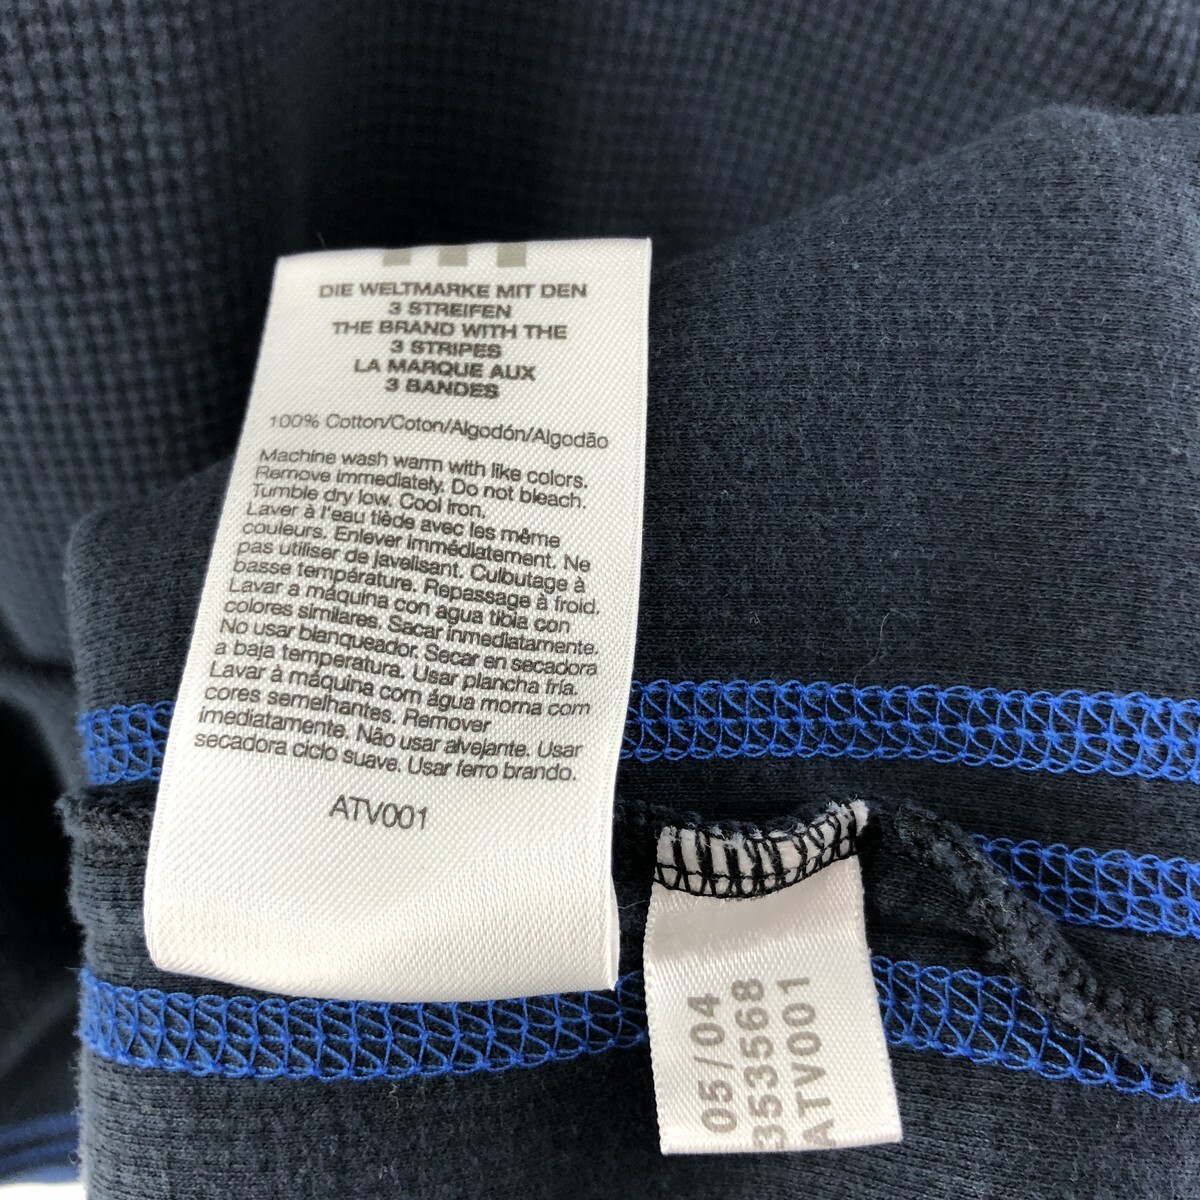 DIE WELTMARKE MIT DEN
3 STREIFEN
THE BRAND WITH THE
3 STRIPES
LA MARQUE AUX
3 BANDES
100% Cotton/Coton/Algodón/Algodão
Machine wash warm with like colors.
Remove immediately. Do not bleach.
Tumble dry low. Cool iron.
Laver à l'eau tiède avec les même
couleurs. Enlever immédiatement. Ne
pas utiliser de javelisant. Culbutage à
basse température. Repassage à froid.
Lavar a máquina con agua tibia con
colores similares. Sacar inmediatamente.
No usar blanqueador. Secar en secadora
a baja temperatura. Usar plancha fría.
Lavar à máquina com água morna com
cores semelhantes. Remover
imediatamente. Não usar alvejante. Usar
secadora ciclo suave. Usar ferro brando.
ATV001
05/04
353568
ATV001